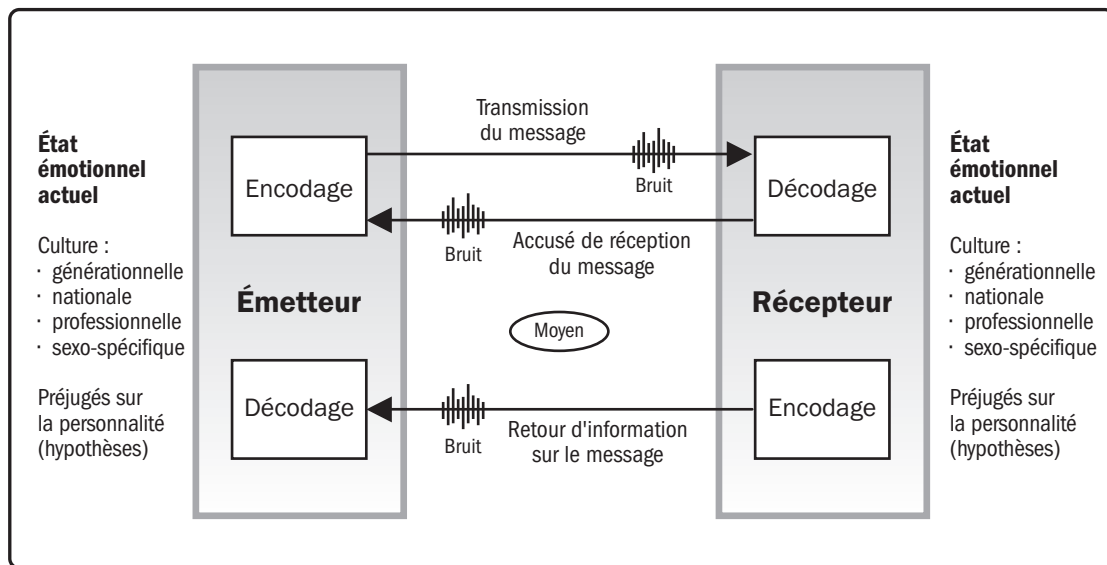 État
émotionnel
actuel
Culture :
· générationnelle
· nationale
· professionnelle
· sexo-spécifique
Préjugés sur
la personnalité
(hypothèses)
Encodage
Émetteur
Décodage
Transmission
du message
Bruit
Bruit
Accusé de réception
du message
Moyen
Bruit
Retour d'information
sur le message
Décodage
Récepteur
Encodage
État
émotionnel
actuel
Culture :
· générationnelle
· nationale
· professionnelle
· sexo-spécifique
Préjugés sur
la personnalité
(hypothèses)